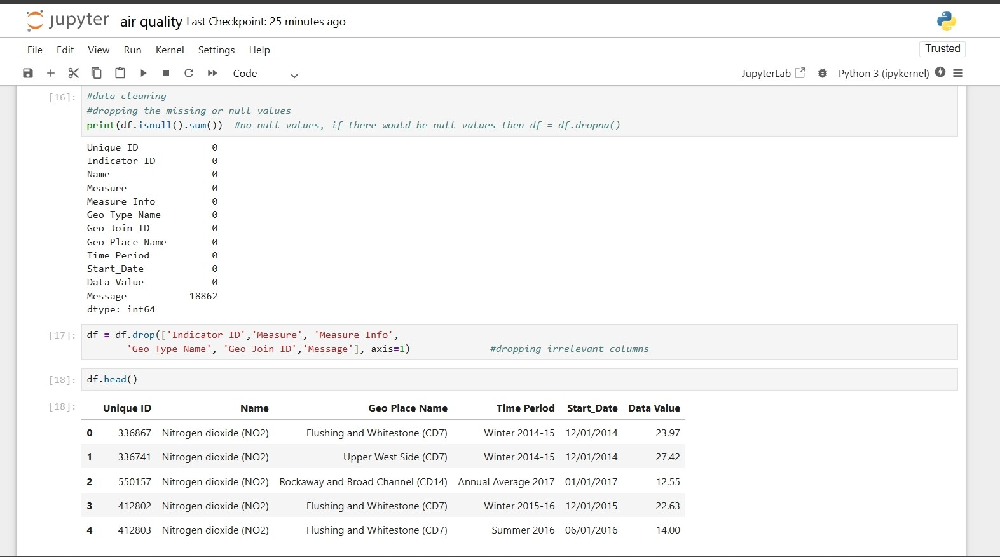 jupyter air quality Last Checkpoint: 25 minutes ago
File Edit View Run Kernel Settings Help Trusted
Code JupyterLab Python 3 (ipykernel)
[16]: #data cleaning
#dropping the missing or null values
print(df.isnull().sum()) #no null values, if there would be null values then df = df.dropna()
Unique ID 0
Indicator ID 0
Name 0
Measure 0
Measure Info 0
Geo Type Name 0
Geo Join ID 0
Geo Place Name 0
Time Period 0
Start_Date 0
Data Value 0
Message 18862
dtype: int64
[17]: df = df.drop(['Indicator ID','Measure', 'Measure Info',
'Geo Type Name', 'Geo Join ID','Message'], axis=1) #dropping irrelevant columns
[18]: df.head()
[18]: Unique ID Name Geo Place Name Time Period Start_Date Data Value
0 336867 Nitrogen dioxide (NO2) Flushing and Whitestone (CD7) Winter 2014-15 12/01/2014 23.97
1 336741 Nitrogen dioxide (NO2) Upper West Side (CD7) Winter 2014-15 12/01/2014 27.42
2 550157 Nitrogen dioxide (NO2) Rockaway and Broad Channel (CD14) Annual Average 2017 01/01/2017 12.55
3 412802 Nitrogen dioxide (NO2) Flushing and Whitestone (CD7) Winter 2015-16 12/01/2015 22.63
4 412803 Nitrogen dioxide (NO2) Flushing and Whitestone (CD7) Summer 2016 06/01/2016 14.00